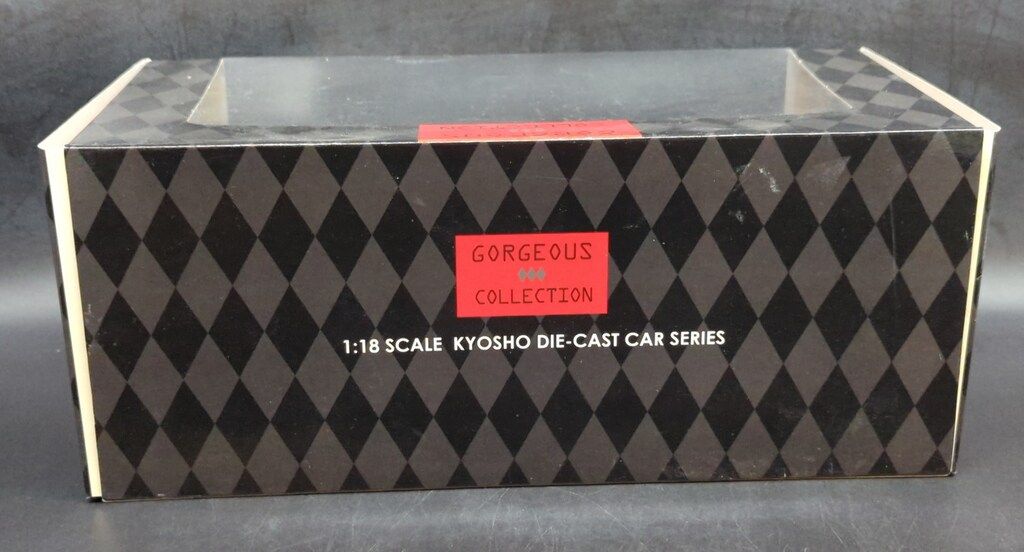 GORGEOUS
COLLECTION
1:18 SCALE KYOSHO DIE-CAST CAR SERIES